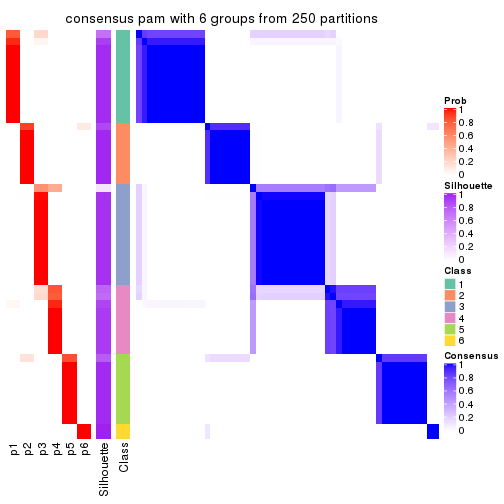 consensus pam with 6 groups from 250 partitions
Prob
1
0.8
0.6
0.4
0.2
0
Silhouette
1
0.8
0.6
0.4
0.2
0
Class
1
2
3
4
5
6
Consensus
1
0.8
0.6
0.4
0.2
0
p1
p2
p3
p4
p5
p6
Silhouette
Class